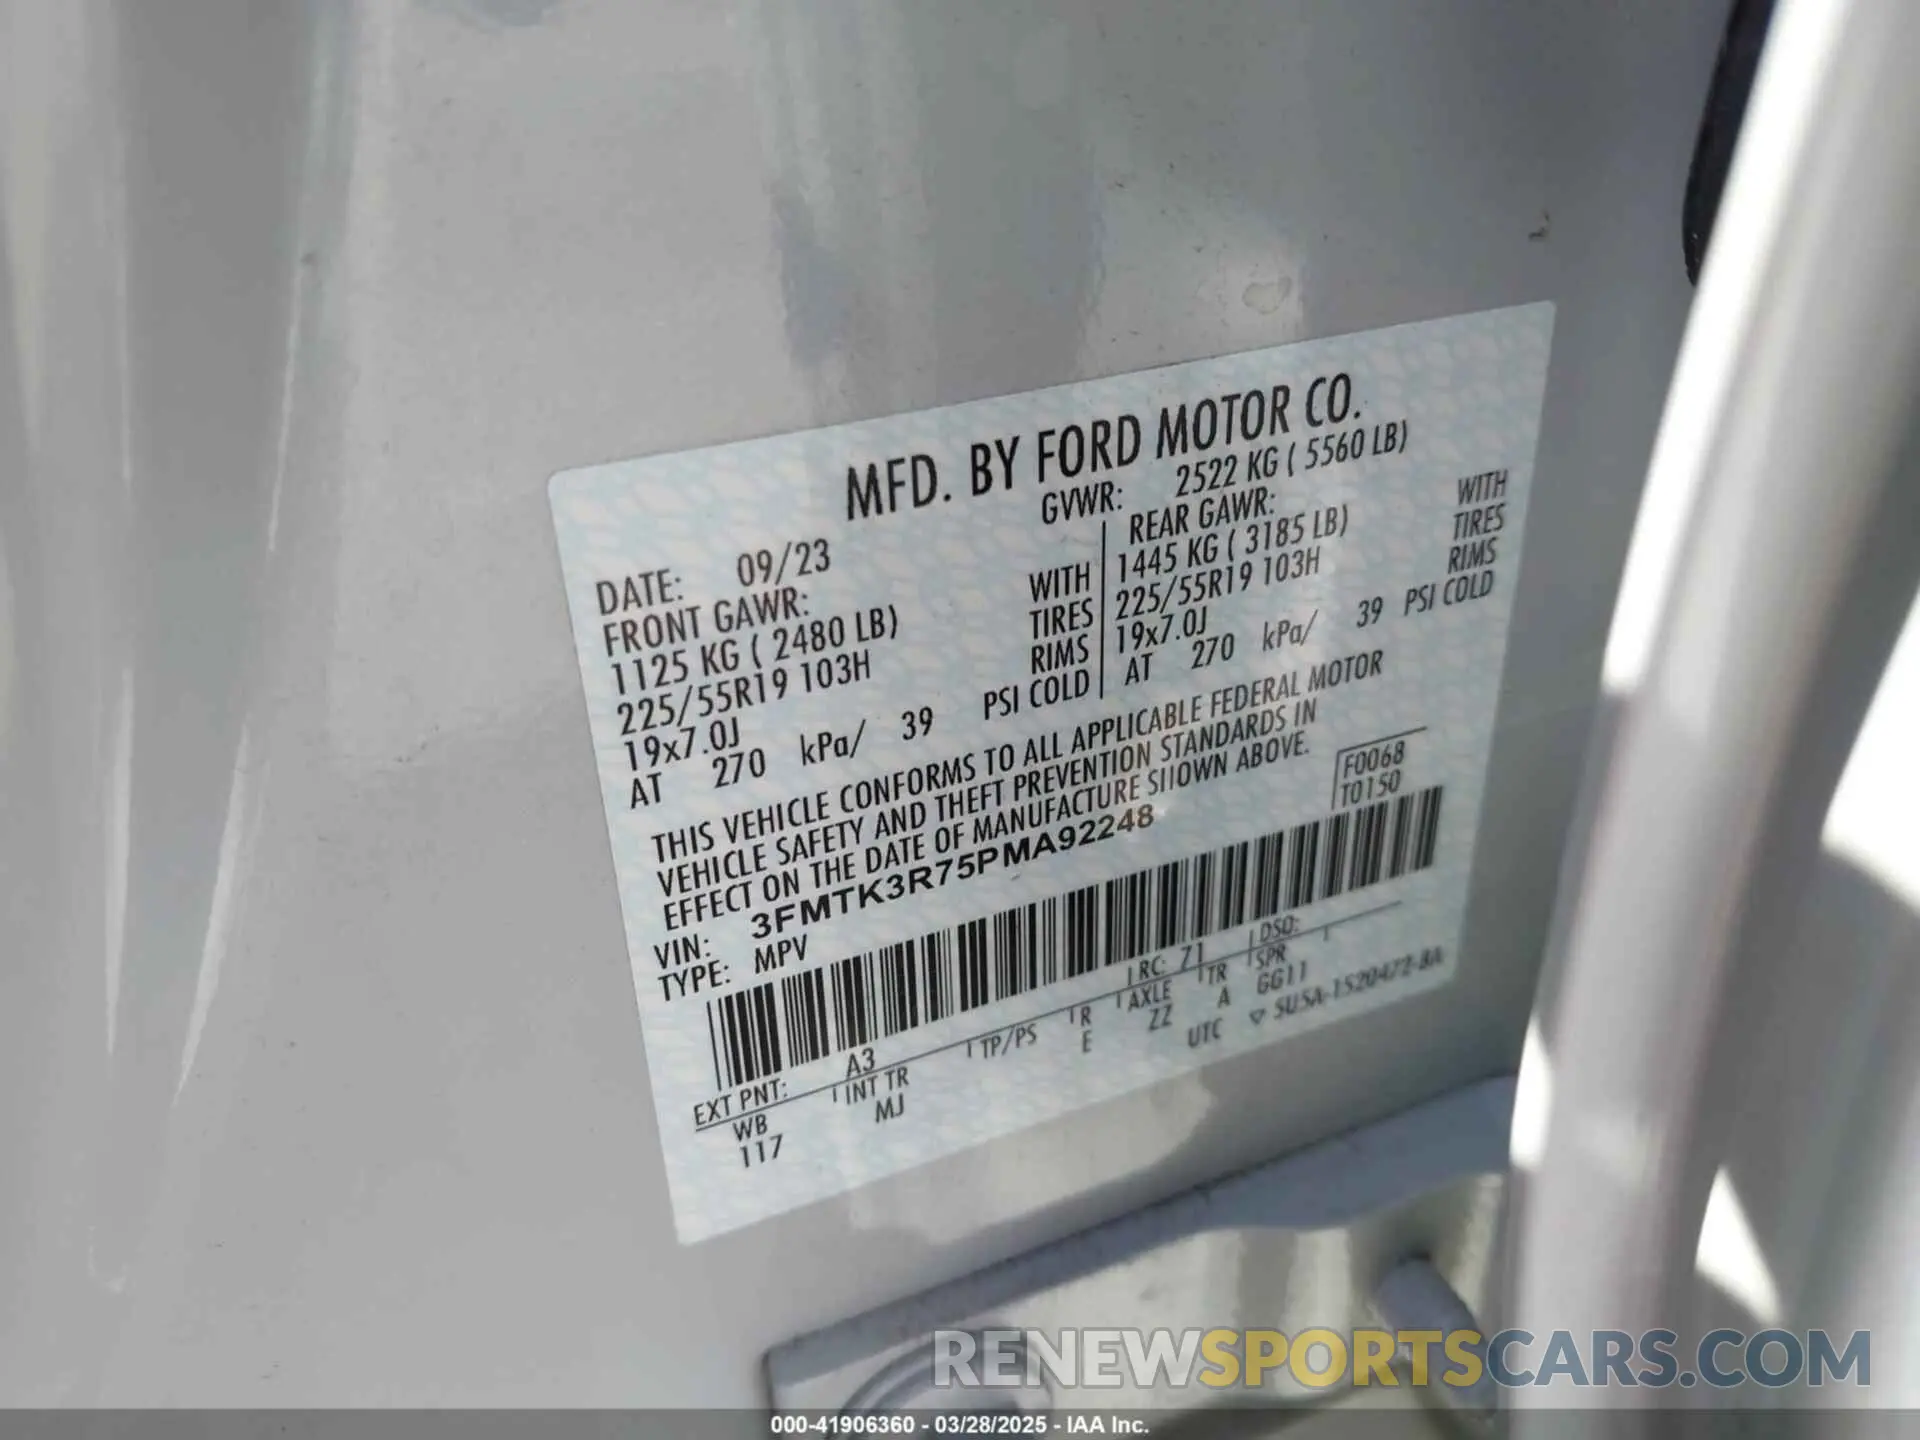 MFD. BY FORD MOTOR CO.
DATE: 09/23 GVWR: 2522 KG ( 5560 LB)
FRONT GAWR: REAR GAWR:
1125 KG ( 2480 LB) WITH 1445 KG ( 3185 LB) WITH
225/55R19 103H TIRES 225/55R19 103H TIRES
19x7.0J RIMS 19x7.0J RIMS
AT 270 kPa/ 39 PSI COLD AT 270 kPa/ 39 PSI COLD
THIS VEHICLE CONFORMS TO ALL APPLICABLE FEDERAL MOTOR
VEHICLE SAFETY AND THEFT PREVENTION STANDARDS IN
EFFECT ON THE DATE OF MANUFACTURE SHOWN ABOVE.
VIN: 3FMTK3R75PMA92248 F0068
TYPE: MPV T0150
EXT PNT: A3 RC: 71 DSO:
WB INT TR TP/PS R AXLE TR SPR
117 MJ E ZZ A GG11
UTC ▽ SU5A-1520472-BA
RENEWSPORTSCARS.COM
000-41906360 - 03/28/2025 - IAA Inc.